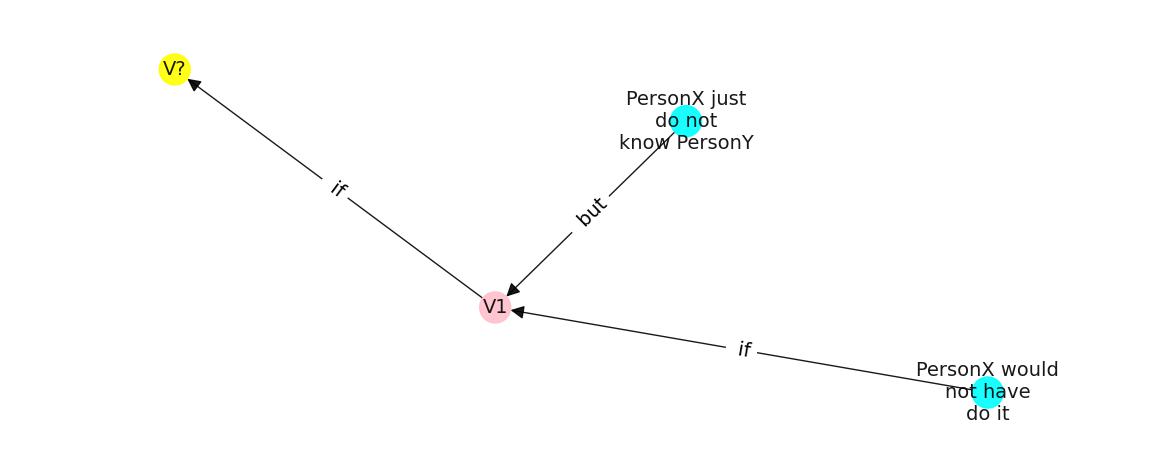 V?
PersonX just
do not
know PersonY
if
but
V1
if
PersonX would
not have
do it